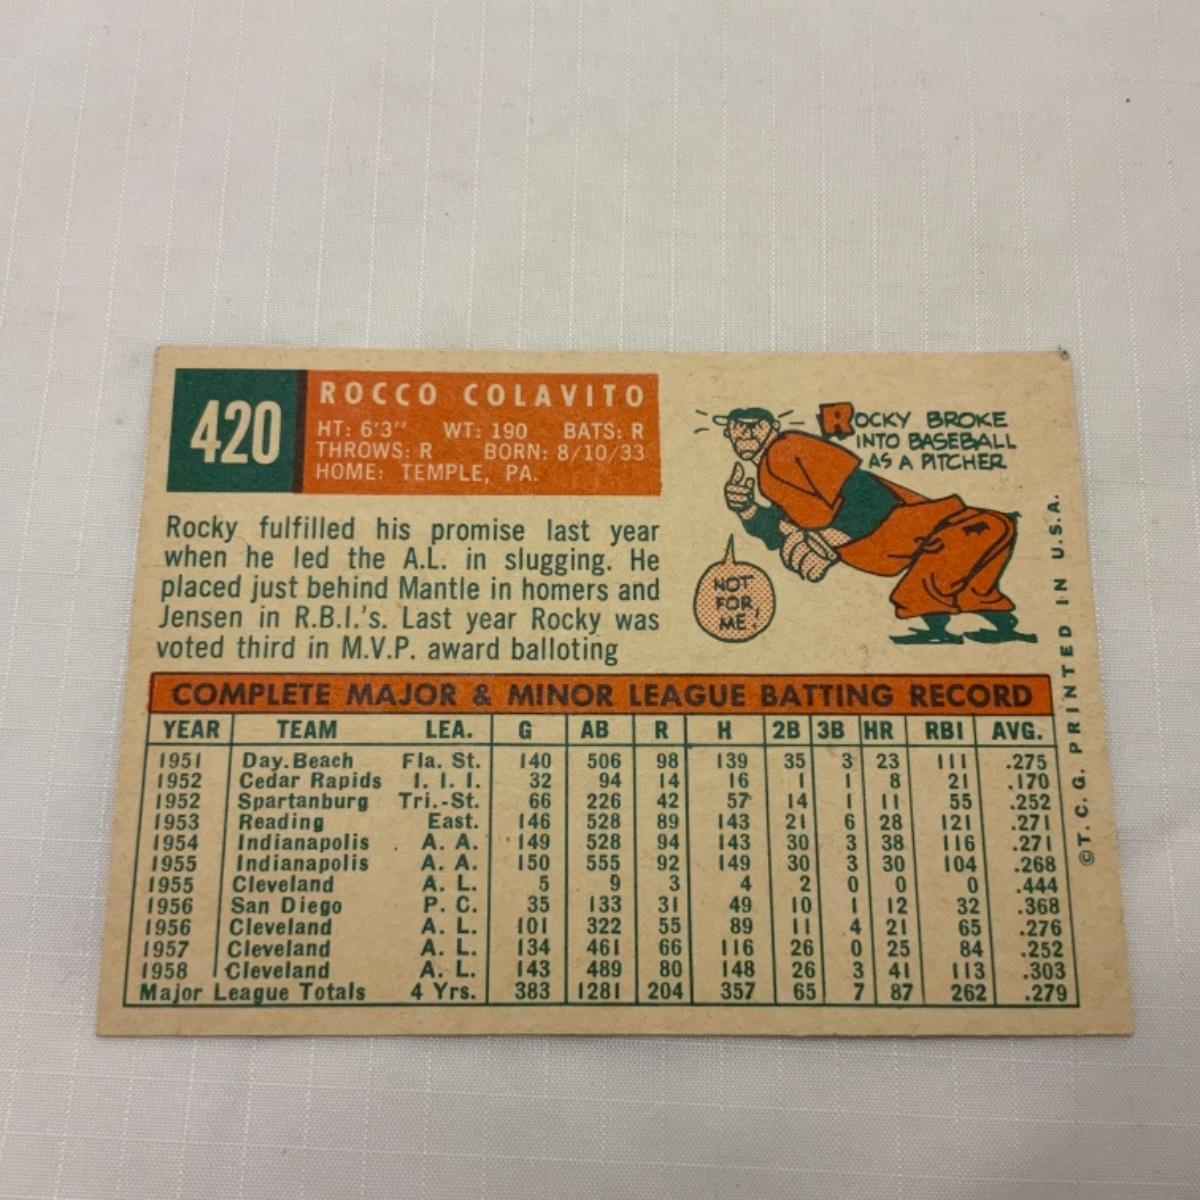 420
ROCCO COLAVITO
HT: 6'3" WT: 190 BATS: R
THROWS: R BORN: 8/10/33
HOME: TEMPLE, PA.
ROCKY BROKE
INTO BASEBALL
AS A PITCHER
NOT
FOR
ME!
Rocky fulfilled his promise last year
when he led the A.L. in slugging. He
placed just behind Mantle in homers and
Jensen in R.B.I.'s. Last year Rocky was
voted third in M.V.P. award balloting
COMPLETE MAJOR & MINOR LEAGUE BATTING RECORD
YEAR TEAM LEA. G AB R H 2B 3B HR RBI AVG.
1951 Day.Beach Fla. St. 140 506 98 139 35 3 23 111 .275
1952 Cedar Rapids I. I. I. 32 94 14 16 1 1 8 21 .170
1952 Spartanburg Tri.-St. 66 226 42 57 14 1 11 55 .252
1953 Reading East. 146 528 89 143 21 6 28 121 .271
1954 Indianapolis A. A. 149 528 94 143 30 3 38 116 .271
1955 Indianapolis A. A. 150 555 92 149 30 3 30 104 .268
1955 Cleveland A. L. 5 9 3 4 2 0 0 0 .444
1956 San Diego P. C. 35 133 31 49 10 1 12 32 .368
1956 Cleveland A. L. 101 322 55 89 11 4 21 65 .276
1957 Cleveland A. L. 134 461 66 116 26 0 25 84 .252
1958 Cleveland A. L. 143 489 80 148 26 3 41 113 .303
Major League Totals 4 Yrs. 383 1281 204 357 65 7 87 262 .279
©T. C. G. PRINTED IN U.S.A.